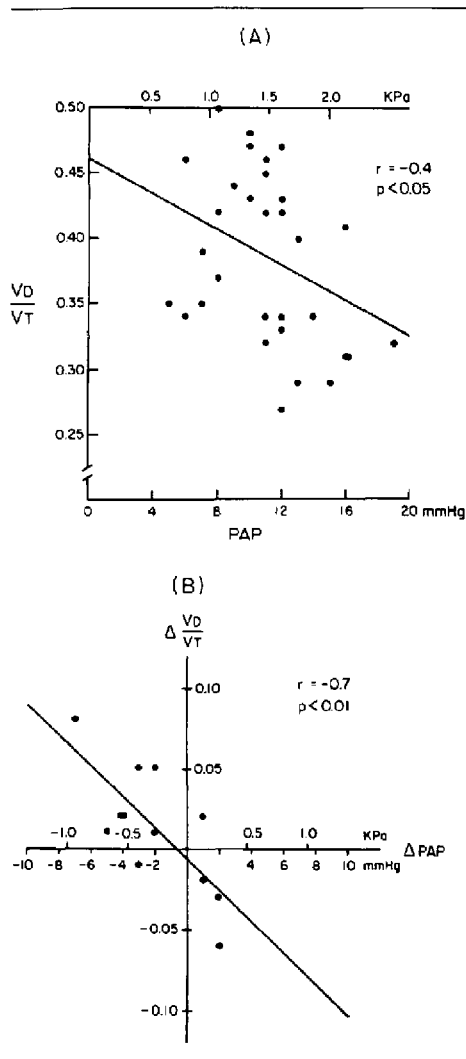 (A)
0.5 1.0 1.5 2.0 KPa
0.50
0.45
0.40
0.35
0.30
0.25
VD
VT
r = -0.4
p<0.05
0 4 8 12 16 20 mmHg
PAP
(B)
Δ VD
VT
r = -0.7
p<0.01
0.10
0.05
-1.0 -0.5 0.5 1.0 KPa
-10 -8 -6 -4 -2 2 4 6 8 10 mmHg
Δ PAP
-0.05
-0.10